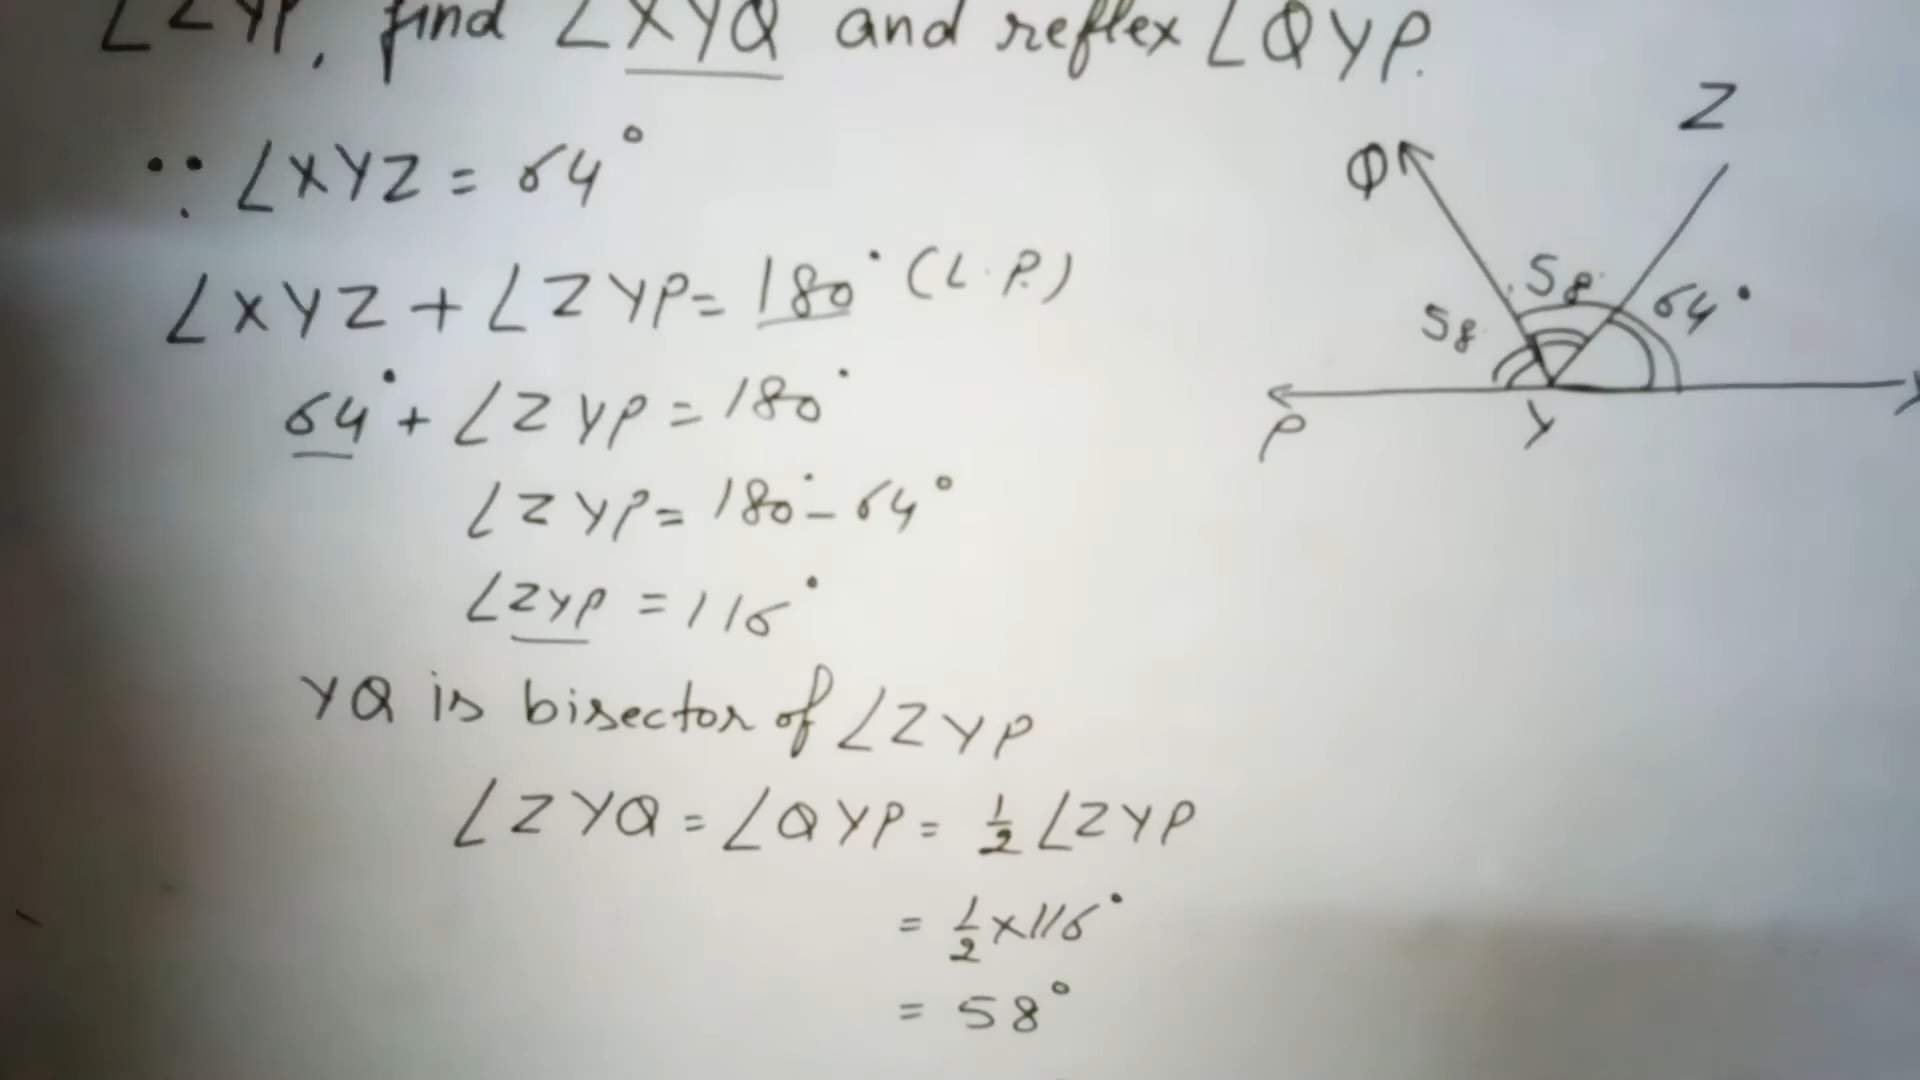 ∠ZYP, find ∠XYQ and reflex ∠QYP.
∵ ∠XYZ = 64°
∠XYZ + ∠ZYP = 180° (L.P.)
64° + ∠ZYP = 180°
∠ZYP = 180° - 64°
∠ZYP = 116°
YQ is bisector of ∠ZYP
∠ZYQ = ∠QYP = 1/2 ∠ZYP
= 1/2 × 116°
= 58°
Z
Q
58
64°
58
P
Y
X